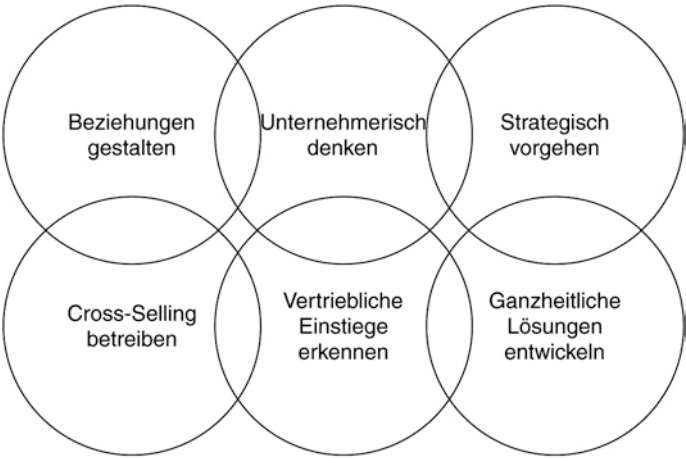 Beziehungen
gestalten
Unternehmerisch
denken
Strategisch
vorgehen
Cross-Selling
betreiben
Vertriebliche
Einstiege
erkennen
Ganzheitliche
Lösungen
entwickeln